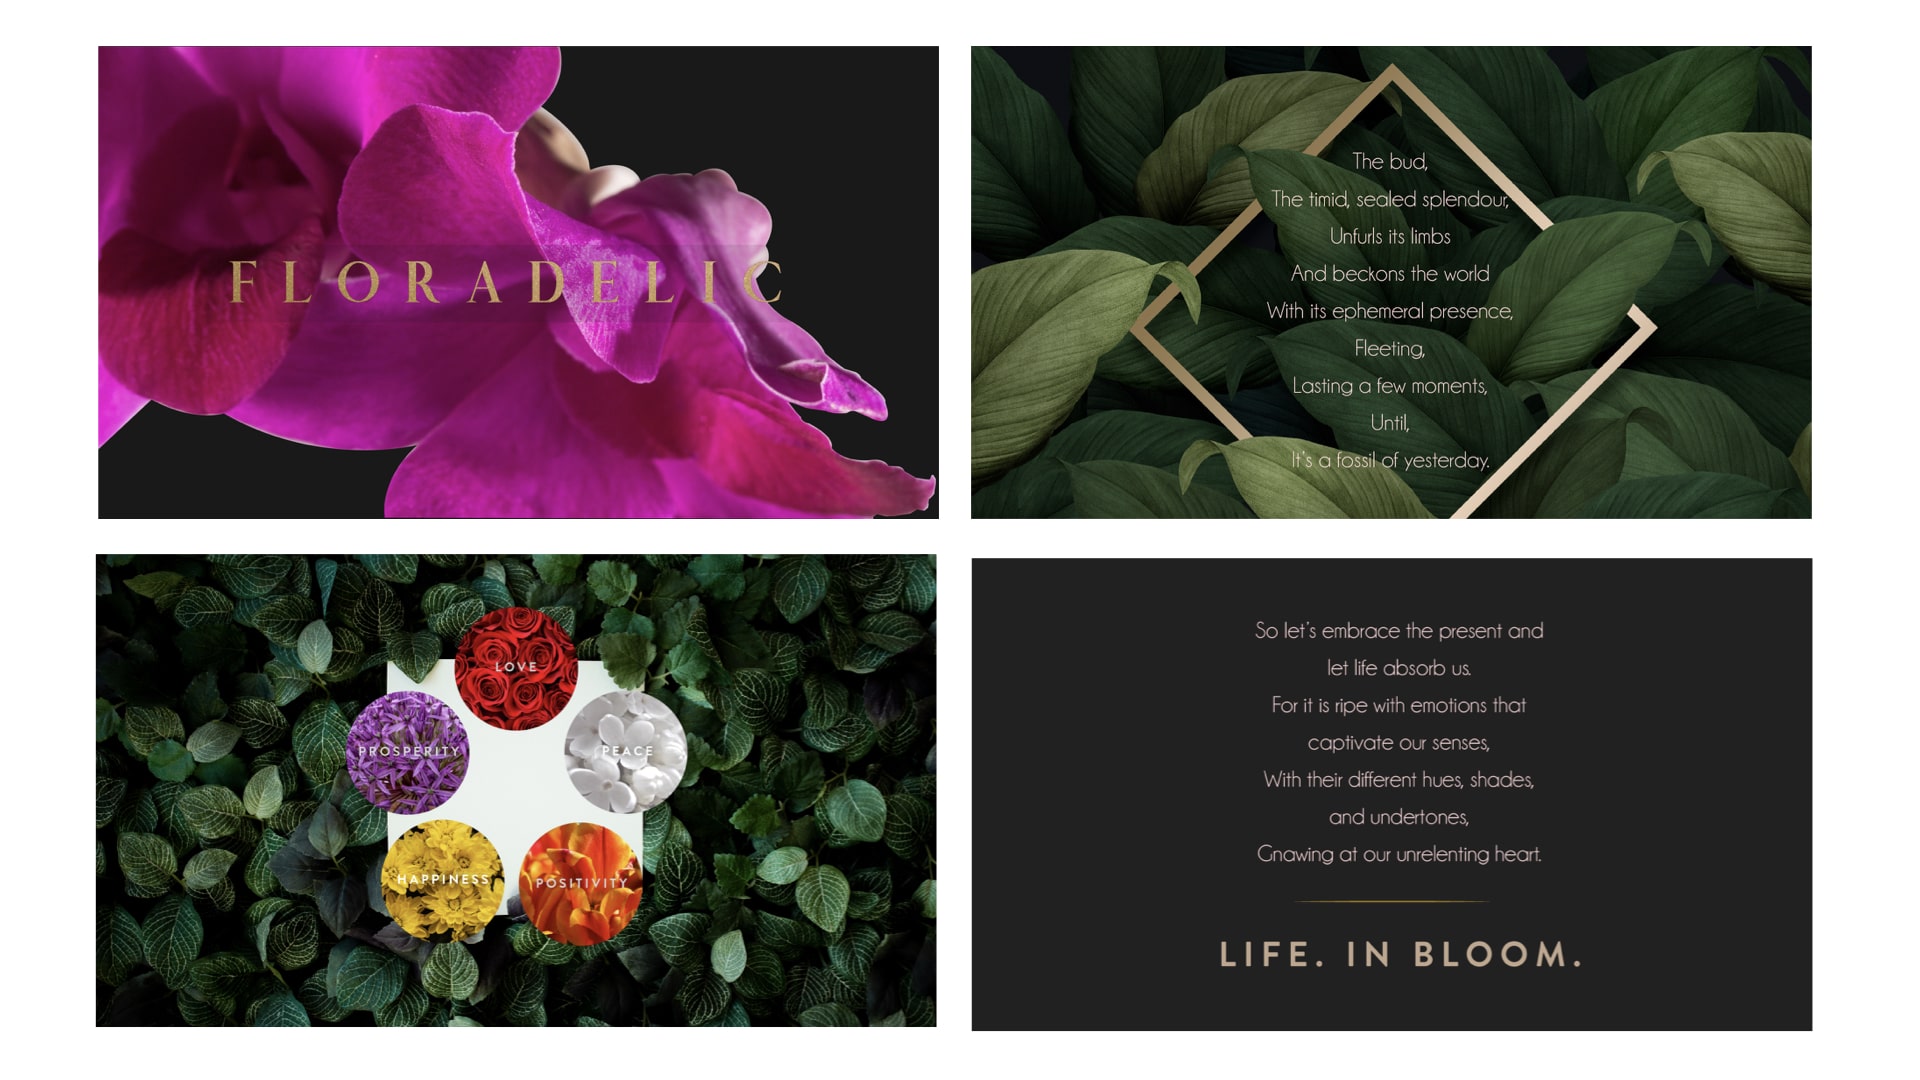 FLORADELIC
The bud,
The timid, sealed splendour,
Unfurls its limbs
And beckons the world
With its ephemeral presence,
Fleeting,
Lasting a few moments,
Until,
It's a fossil of yesterday.
LOVE
PROSPERITY
PEACE
HAPPINESS
POSITIVITY
So let's embrace the present and
let life absorb us.
For it is ripe with emotions that
captivate our senses,
With their different hues, shades,
and undertones,
Gnawing at our unrelenting heart.
LIFE. IN BLOOM.